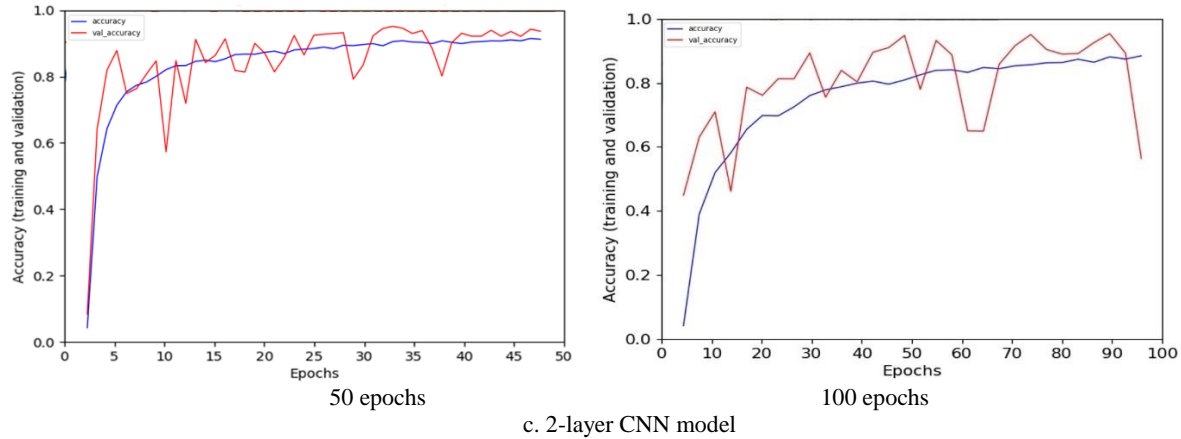 1.0
0.8
0.6
0.4
0.2
0.0
accuracy
val_accuracy
Accuracy (training and validation)
0 5 10 15 20 25 30 35 40 45 50
Epochs
50 epochs
1.0
0.8
0.6
0.4
0.2
0.0
accuracy
val_accuracy
Accuracy (training and validation)
0 10 20 30 40 50 60 70 80 90 100
Epochs
100 epochs
c. 2-layer CNN model